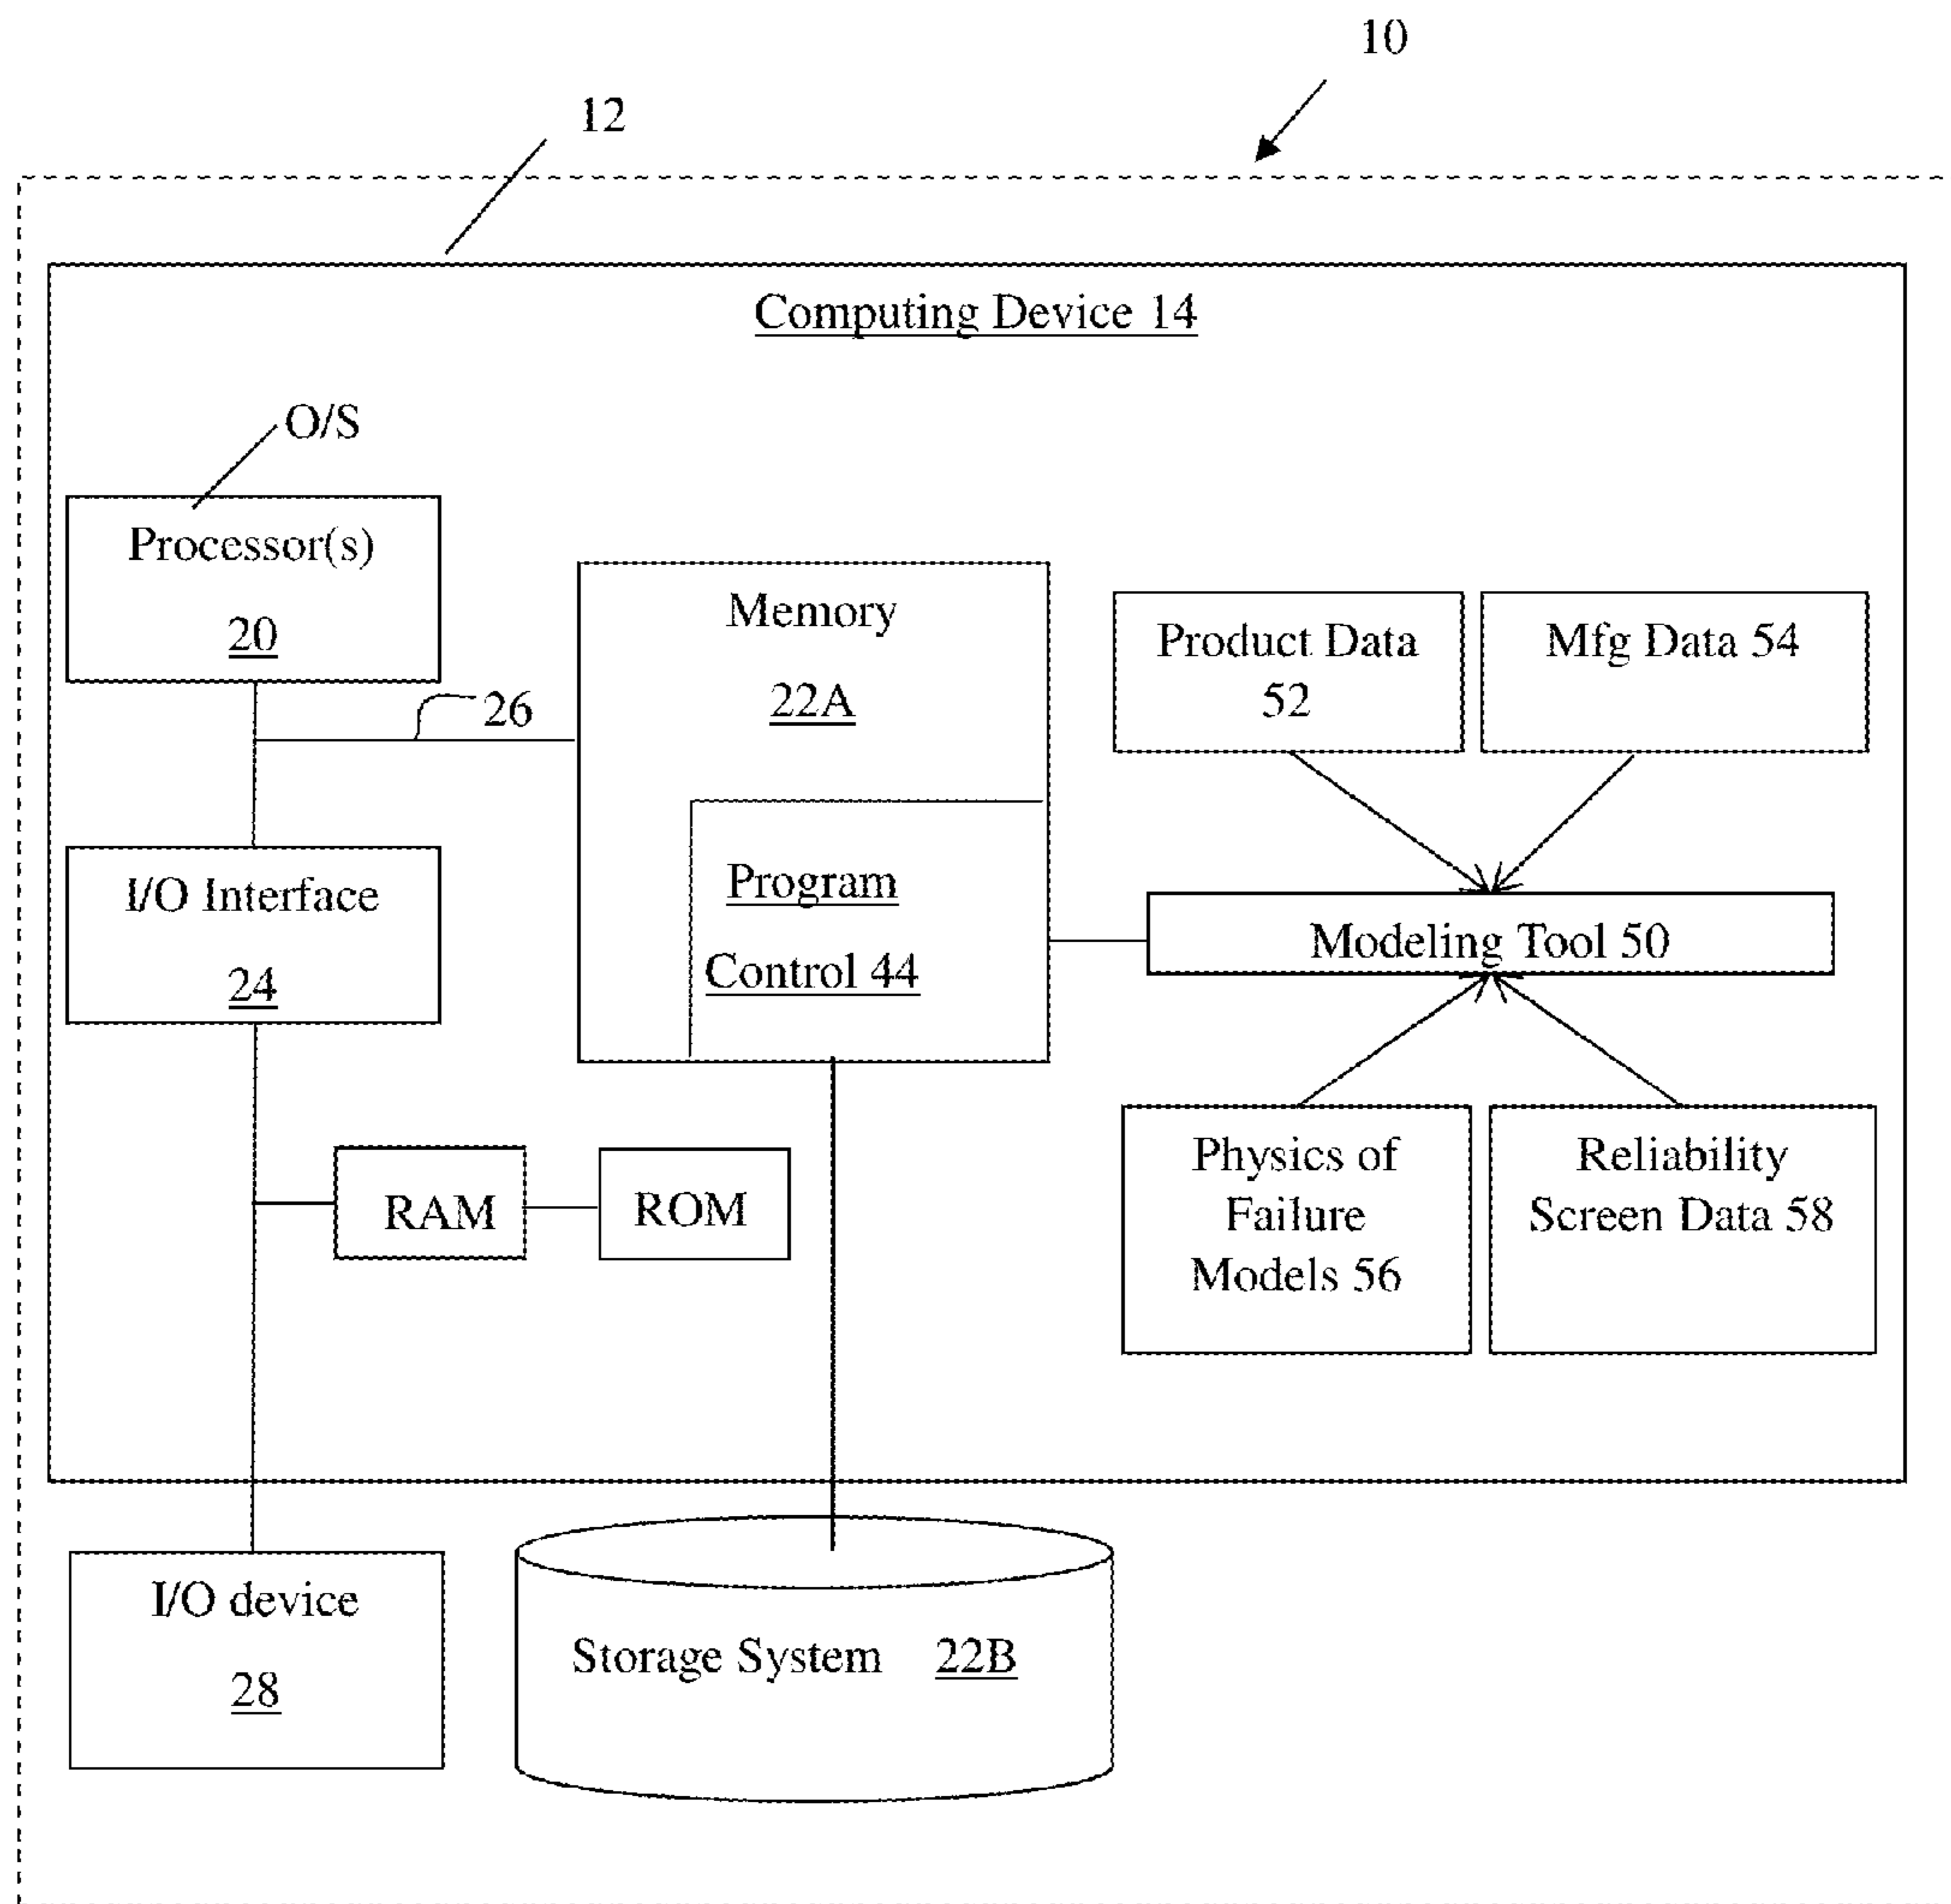 10
12
Computing Device 14
O/S
Processor(s)
20
26
Memory
22A
Product Data
52
Mfg Data 54
I/O Interface
24
Program
Control 44
Modeling Tool 50
RAM
ROM
Physics of
Failure
Models 56
Reliability
Screen Data 58
I/O device
28
Storage System 22B